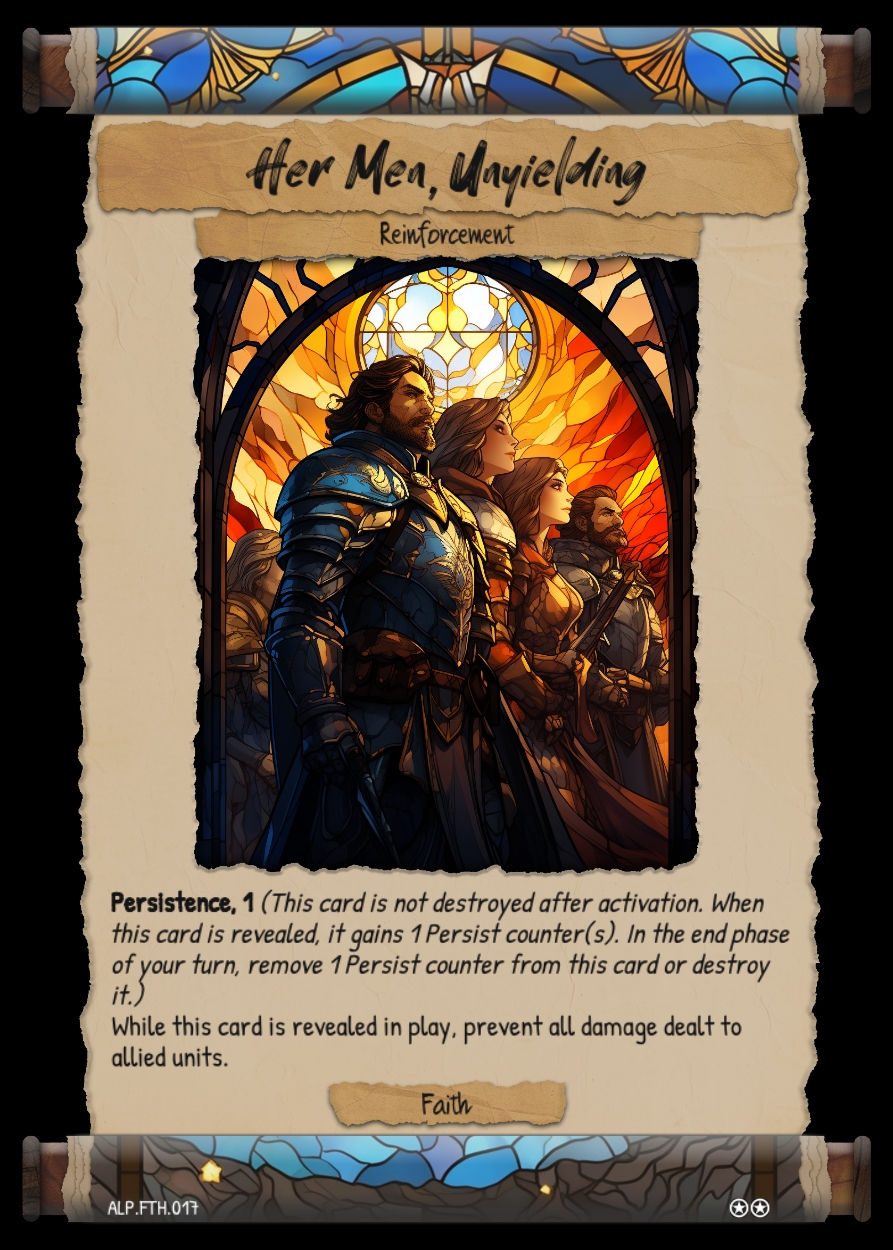 Her Men, Unyielding
Reinforcement
Persistence, 1 (This card is not destroyed after activation. When
this card is revealed, it gains 1 Persist counter(s). In the end phase
of your turn, remove 1 Persist counter from this card or destroy
it.)
While this card is revealed in play, prevent all damage dealt to
allied units.
Faith
ALP.FTH.017